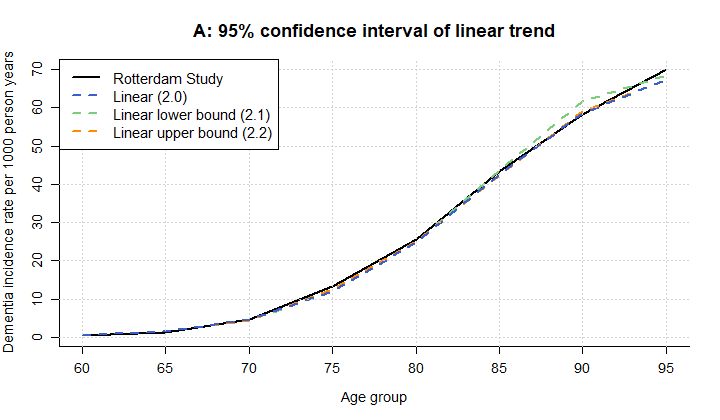 A: 95% confidence interval of linear trend
Dementia incidence rate per 1000 person years
70
60
50
40
30
20
10
0
Rotterdam Study
Linear (2.0)
Linear lower bound (2.1)
Linear upper bound (2.2)
60 65 70 75 80 85 90 95
Age group